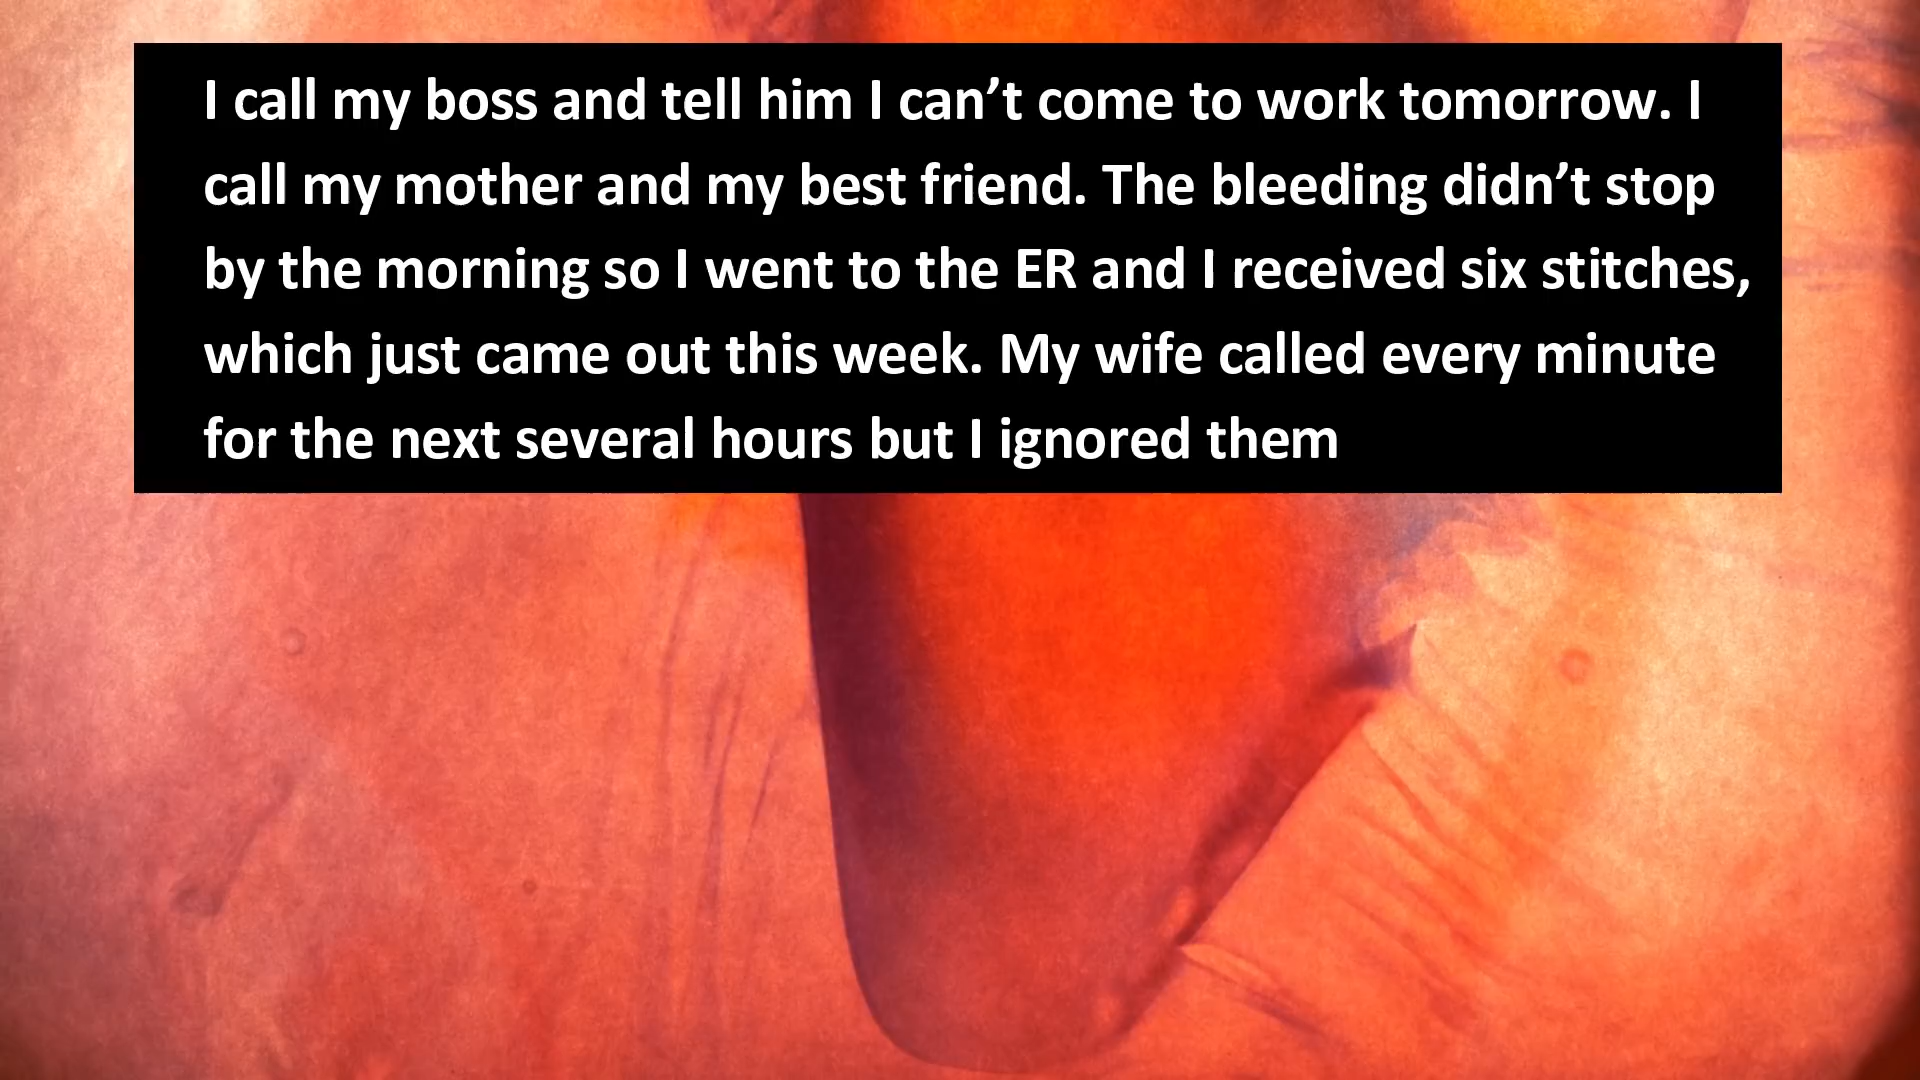 I call my boss and tell him I can’t come to work tomorrow. I
call my mother and my best friend. The bleeding didn’t stop
by the morning so I went to the ER and I received six stitches,
which just came out this week. My wife called every minute
for the next several hours but I ignored them